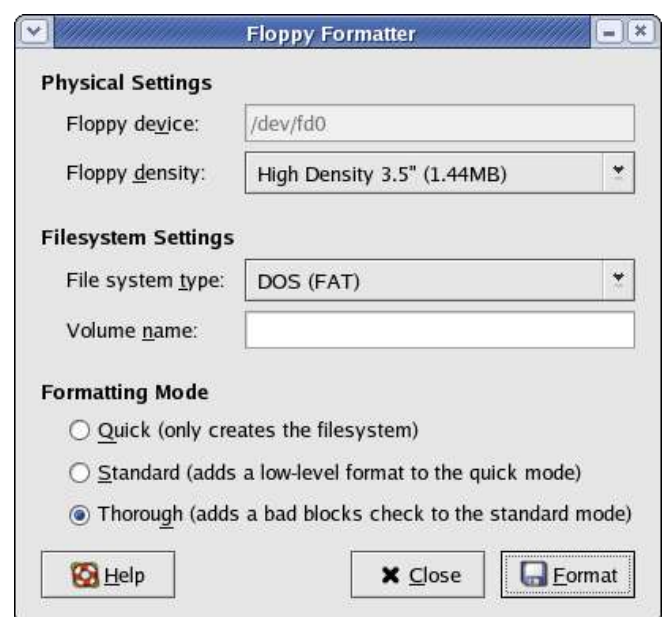 Floppy Formatter
Physical Settings
Floppy device: /dev/fd0
Floppy density: High Density 3.5" (1.44MB)
Filesystem Settings
File system type: DOS (FAT)
Volume name:
Formatting Mode
Quick (only creates the filesystem)
Standard (adds a low-level format to the quick mode)
Thorough (adds a bad blocks check to the standard mode)
Help Close Format